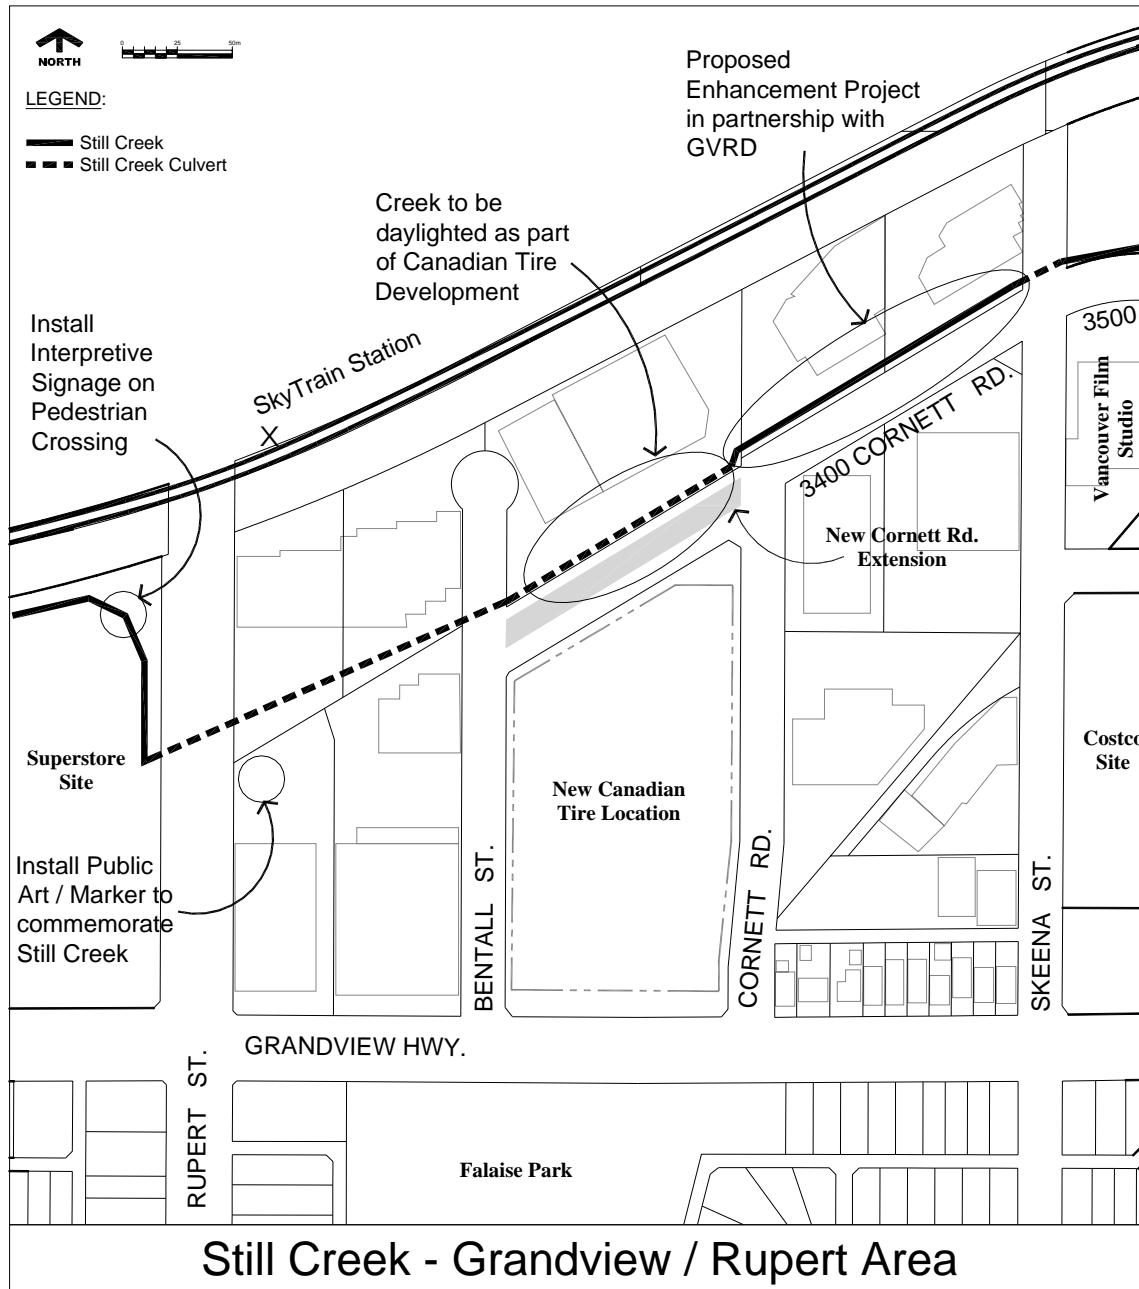 NORTH
0 25 50m
LEGEND:
Still Creek
Still Creek Culvert
Proposed
Enhancement Project
in partnership with
GVRD
Creek to be
daylighted as part
of Canadian Tire
Development
Install
Interpretive
Signage on
Pedestrian
Crossing
SkyTrain Station
X
3500
3400 CORNETT RD.
Vancouver Film
Studio
New Cornett Rd.
Extension
Superstore
Site
New Canadian
Tire Location
Costco
Site
Install Public
Art / Marker to
commemorate
Still Creek
BENTALL ST.
CORNETT RD.
SKEENA ST.
GRANDVIEW HWY.
RUPERT ST.
Falaise Park
Still Creek - Grandview / Rupert Area